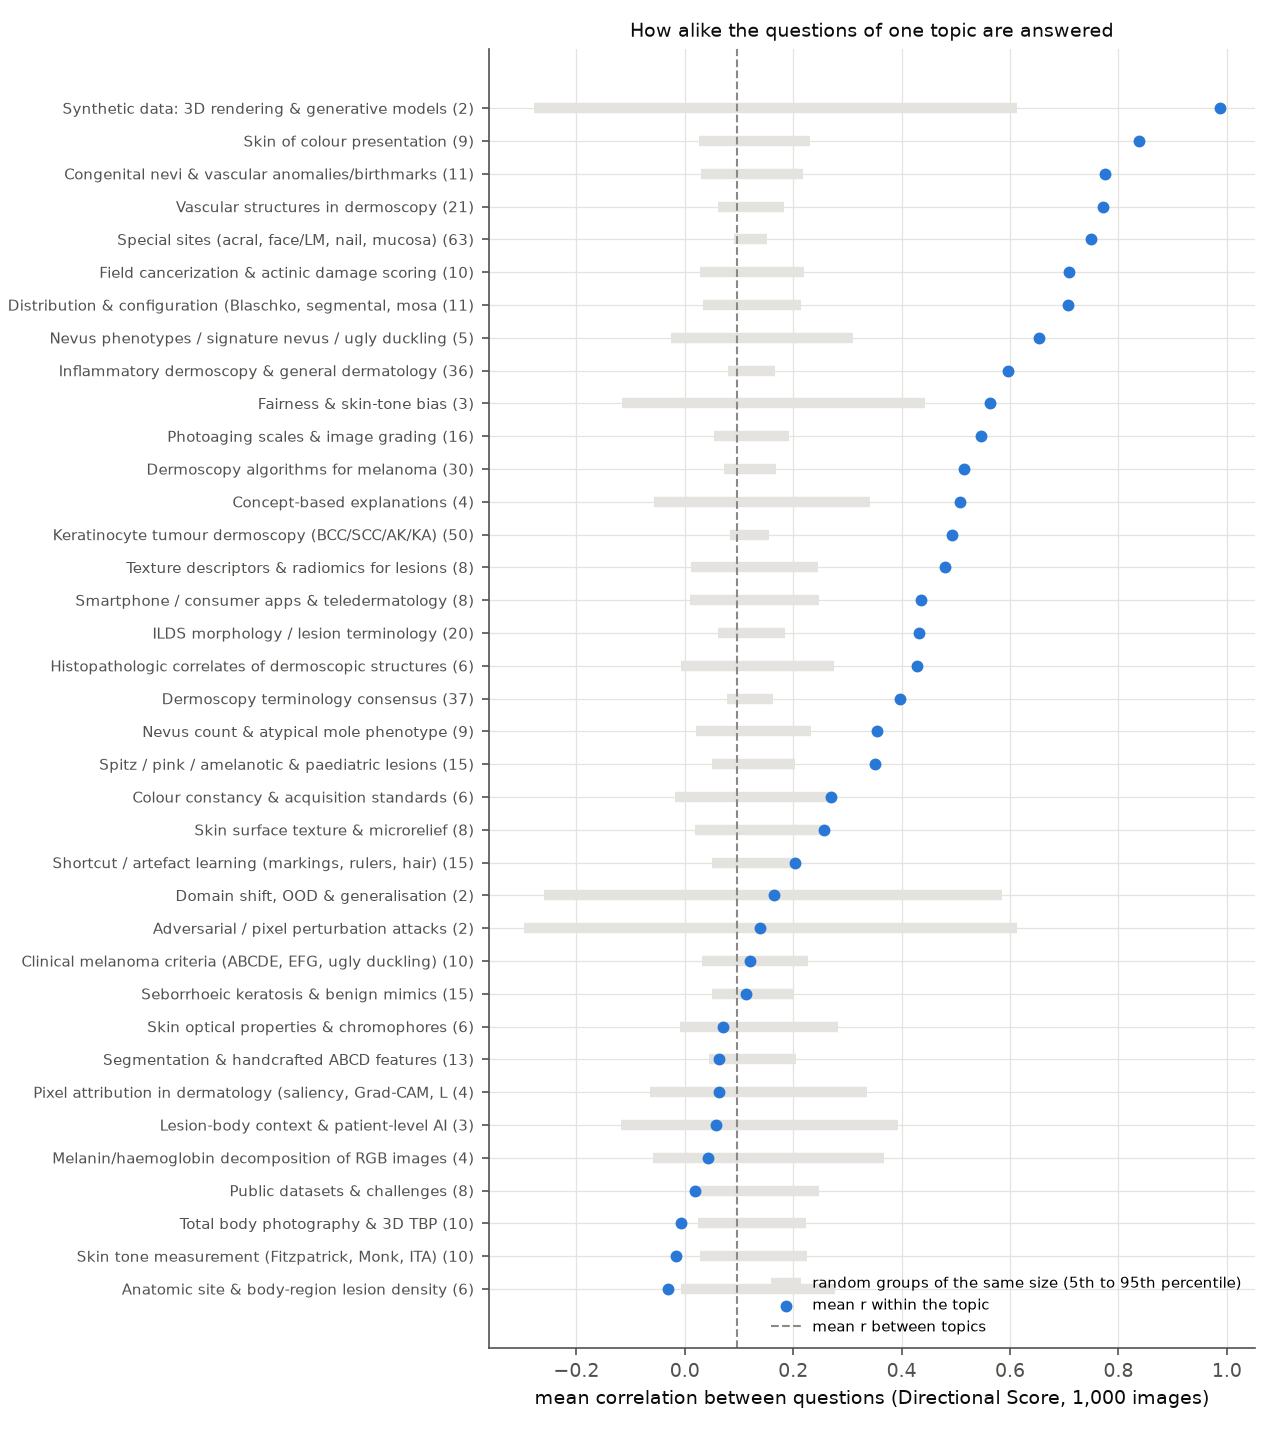 How alike the questions of one topic are answered
Synthetic data: 3D rendering & generative models (2)
Skin of colour presentation (9)
Congenital nevi & vascular anomalies/birthmarks (11)
Vascular structures in dermoscopy (21)
Special sites (acral, face/LM, nail, mucosa) (63)
Field cancerization & actinic damage scoring (10)
Distribution & configuration (Blaschko, segmental, mosa (11)
Nevus phenotypes / signature nevus / ugly duckling (5)
Inflammatory dermoscopy & general dermatology (36)
Fairness & skin-tone bias (3)
Photoaging scales & image grading (16)
Dermoscopy algorithms for melanoma (30)
Concept-based explanations (4)
Keratinocyte tumour dermoscopy (BCC/SCC/AK/KA) (50)
Texture descriptors & radiomics for lesions (8)
Smartphone / consumer apps & teledermatology (8)
ILDS morphology / lesion terminology (20)
Histopathologic correlates of dermoscopic structures (6)
Dermoscopy terminology consensus (37)
Nevus count & atypical mole phenotype (9)
Spitz / pink / amelanotic & paediatric lesions (15)
Colour constancy & acquisition standards (6)
Skin surface texture & microrelief (8)
Shortcut / artefact learning (markings, rulers, hair) (15)
Domain shift, OOD & generalisation (2)
Adversarial / pixel perturbation attacks (2)
Clinical melanoma criteria (ABCDE, EFG, ugly duckling) (10)
Seborrhoeic keratosis & benign mimics (15)
Skin optical properties & chromophores (6)
Segmentation & handcrafted ABCD features (13)
Pixel attribution in dermatology (saliency, Grad-CAM, L (4)
Lesion-body context & patient-level AI (3)
Melanin/haemoglobin decomposition of RGB images (4)
Public datasets & challenges (8)
Total body photography & 3D TBP (10)
Skin tone measurement (Fitzpatrick, Monk, ITA) (10)
Anatomic site & body-region lesion density (6)
random groups of the same size (5th to 95th percentile)
mean r within the topic
mean r between topics
−0.2 0.0 0.2 0.4 0.6 0.8 1.0
mean correlation between questions (Directional Score, 1,000 images)